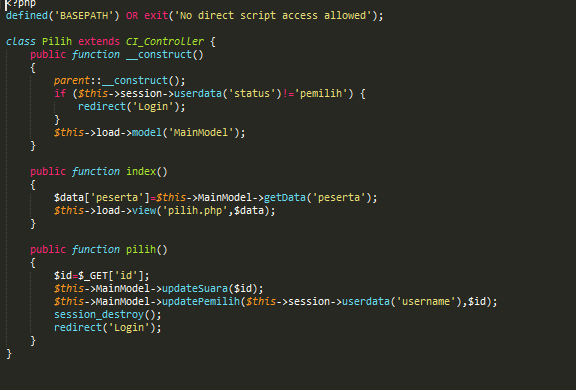 <?php
defined('BASEPATH') OR exit('No direct script access allowed');
class Pilih extends CI_Controller {
public function __construct()
{
parent::__construct();
if ($this->session->userdata('status')!='pemilih') {
redirect('Login');
}
$this->load->model('MainModel');
}
public function index()
{
$data['peserta']=$this->MainModel->getData('peserta');
$this->load->view('pilih.php',$data);
}
public function pilih()
{
$id=$_GET['id'];
$this->MainModel->updateSuara($id);
$this->MainModel->updatePemilih($this->session->userdata('username'),$id);
session_destroy();
redirect('Login');
}
}